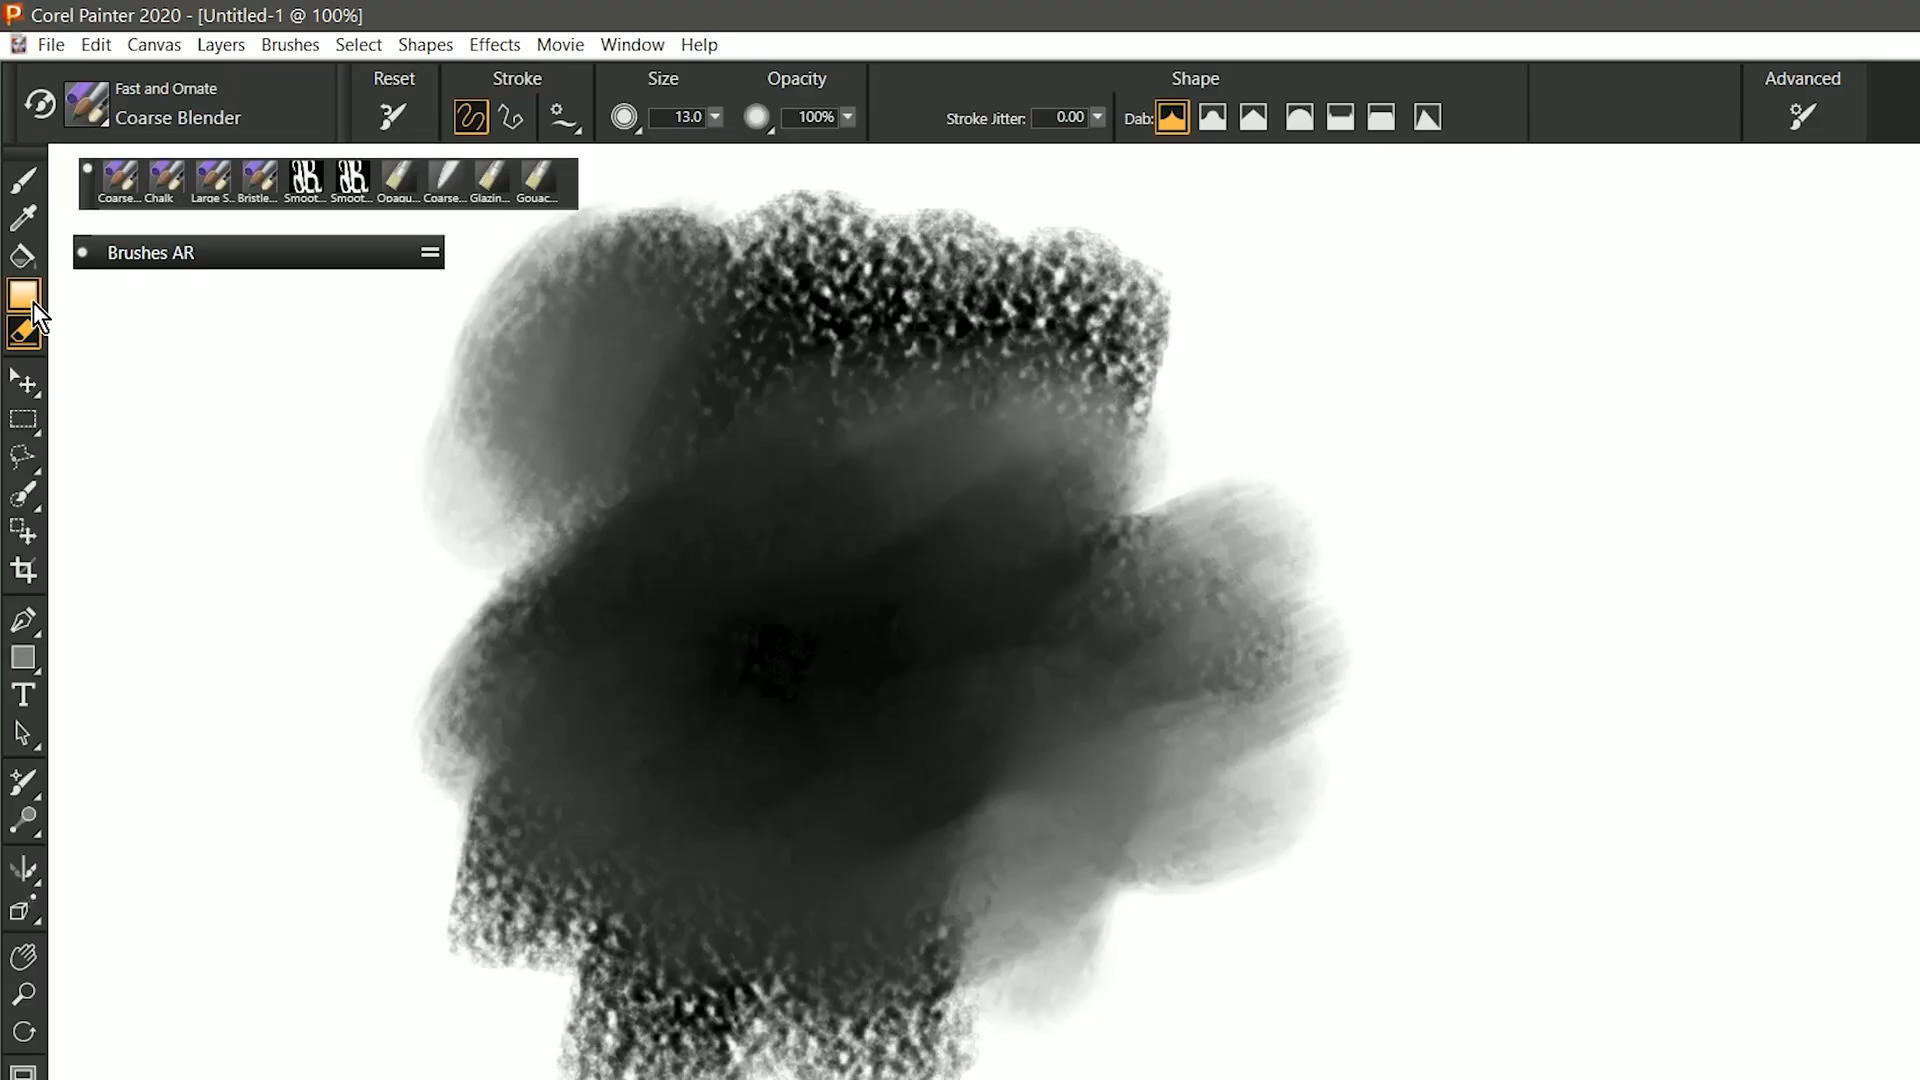 Corel Painter 2020 - [Untitled-1 @ 100%]
File Edit Canvas Layers Brushes Select Shapes Effects Movie Window Help
Fast and Ornate
Coarse Blender
Reset
Stroke
Size
13.0
Opacity
100%
Shape
Stroke Jitter: 0.00
Dab:
Advanced
Coarse... Chalk Large S... Bristle... Smoot... Smoot... Opaqu... Coarse... Glazin... Gouac...
Brushes AR